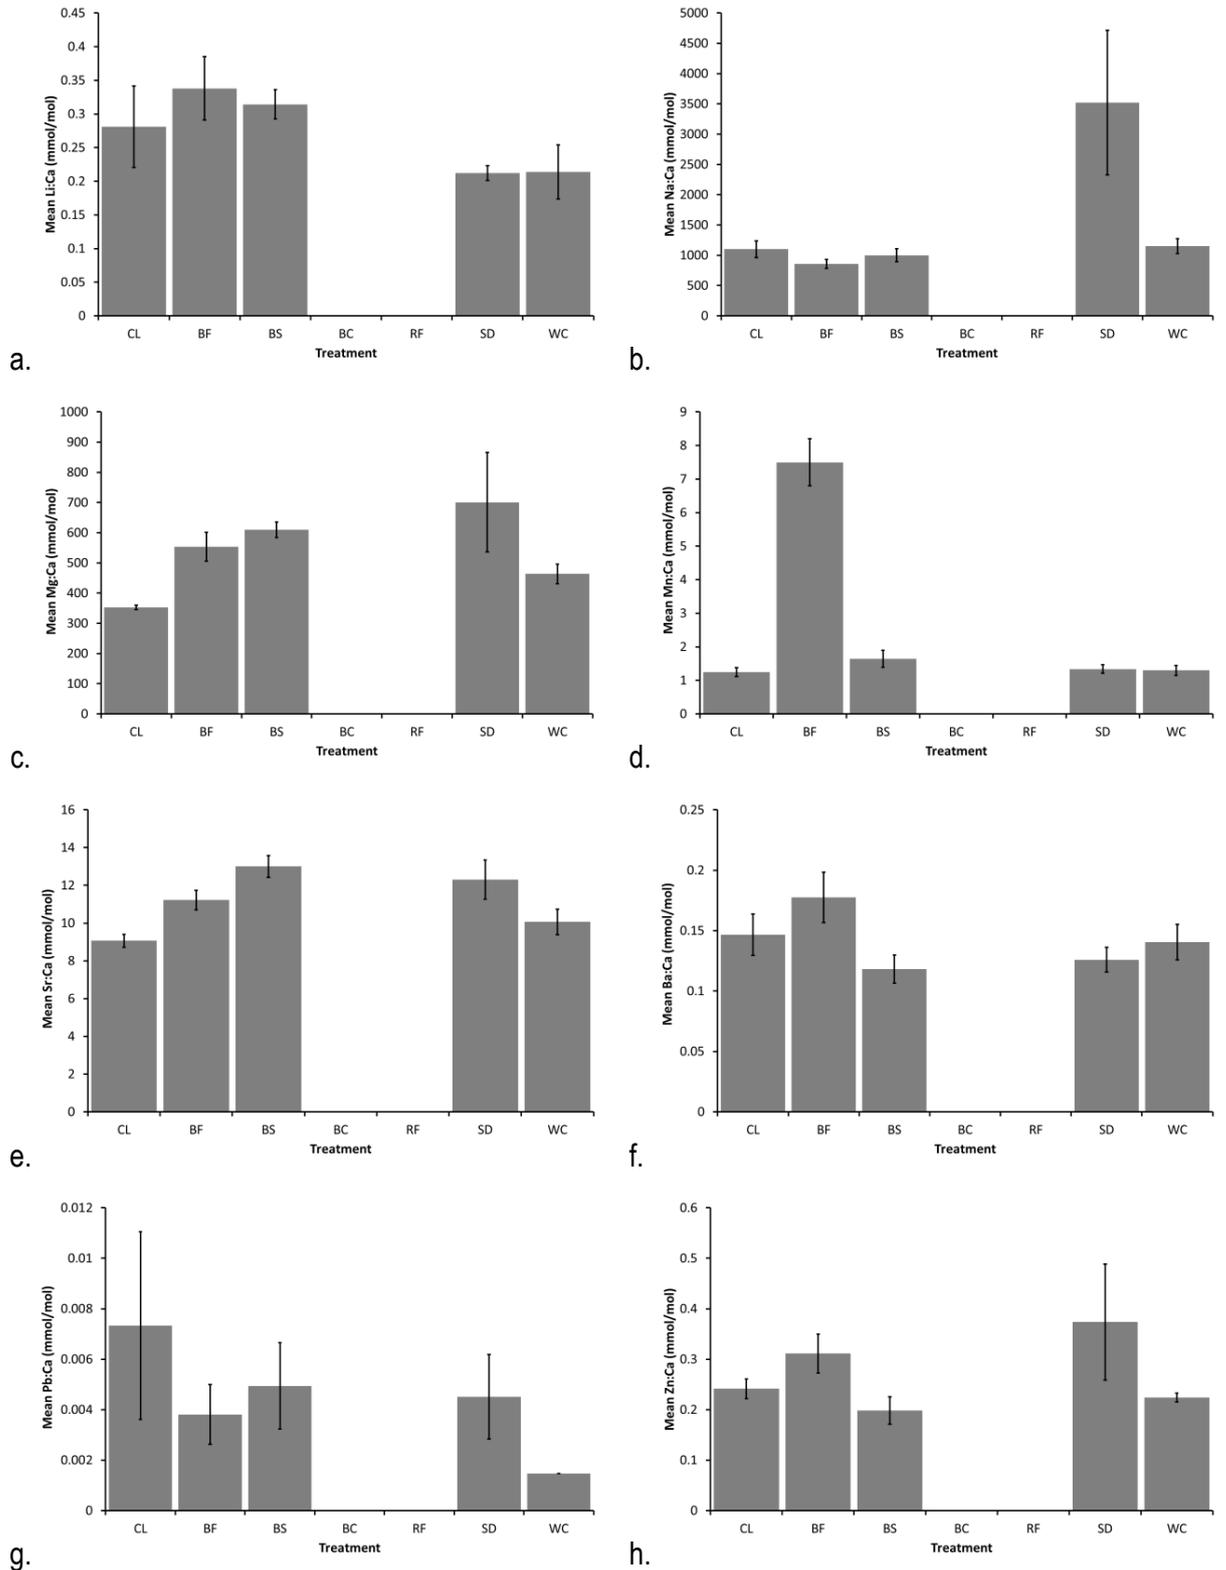 Mean Li:Ca (mmol/mol)
0.45
0.4
0.35
0.3
0.25
0.2
0.15
0.1
0.05
0
CL BF BS BC RF SD WC
Treatment
a.
Mean Na:Ca (mmol/mol)
5000
4500
4000
3500
3000
2500
2000
1500
1000
500
0
CL BF BS BC RF SD WC
Treatment
b.
Mean Mg:Ca (mmol/mol)
1000
900
800
700
600
500
400
300
200
100
0
CL BF BS BC RF SD WC
Treatment
c.
Mean Mn:Ca (mmol/mol)
9
8
7
6
5
4
3
2
1
0
CL BF BS BC RF SD WC
Treatment
d.
Mean Sr:Ca (mmol/mol)
16
14
12
10
8
6
4
2
0
CL BF BS BC RF SD WC
Treatment
e.
Mean Ba:Ca (mmol/mol)
0.25
0.2
0.15
0.1
0.05
0
CL BF BS BC RF SD WC
Treatment
f.
Mean Pb:Ca (mmol/mol)
0.012
0.01
0.008
0.006
0.004
0.002
0
CL BF BS BC RF SD WC
Treatment
g.
Mean Zn:Ca (mmol/mol)
0.6
0.5
0.4
0.3
0.2
0.1
0
CL BF BS BC RF SD WC
Treatment
h.